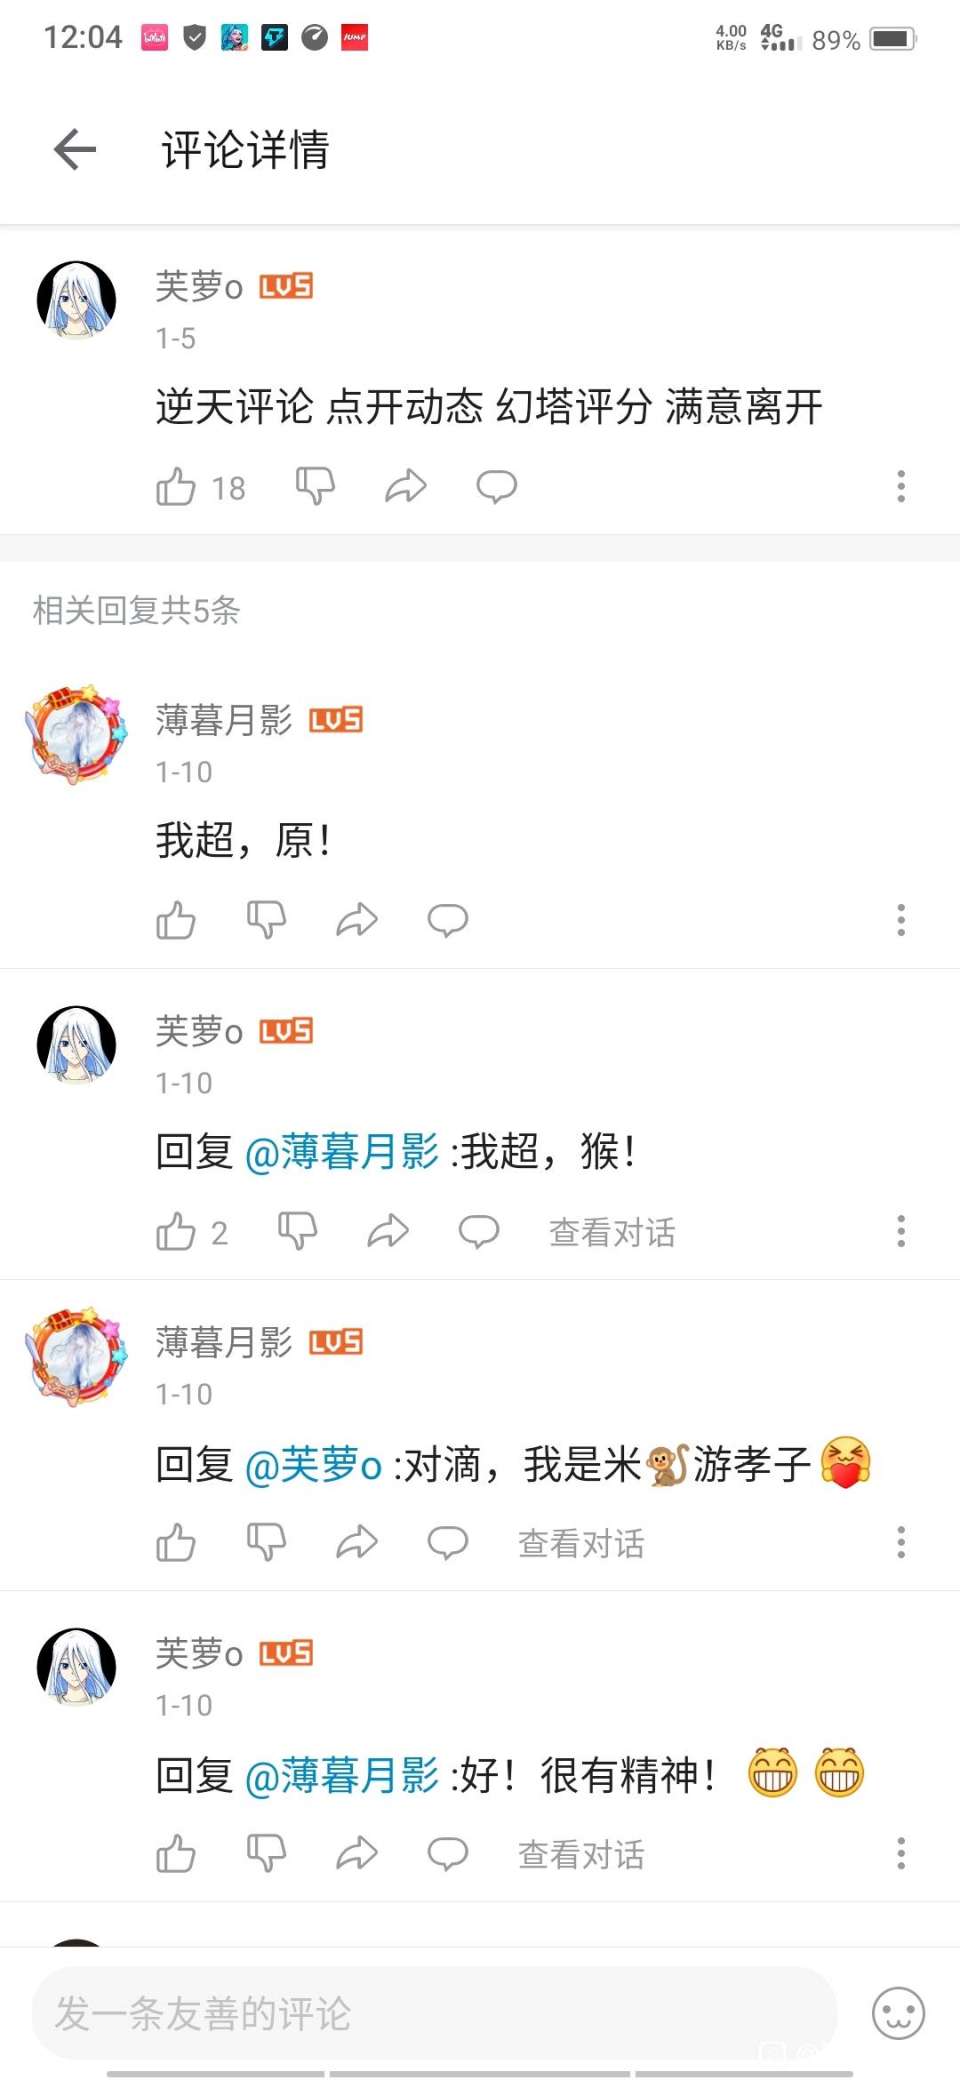 12:04
JUMP
4.00
KB/s
4G
89%
评论详情
芙萝o LV5
1-5
逆天评论 点开动态 幻塔评分 满意离开
18
相关回复共5条
薄暮月影 LV5
1-10
我超，原！
芙萝o LV5
1-10
回复 @薄暮月影 :我超，猴！
2 查看对话
薄暮月影 LV5
1-10
回复 @芙萝o :对滴，我是米🐒游孝子
查看对话
芙萝o LV5
1-10
回复 @薄暮月影 :好！很有精神！
查看对话
发一条友善的评论